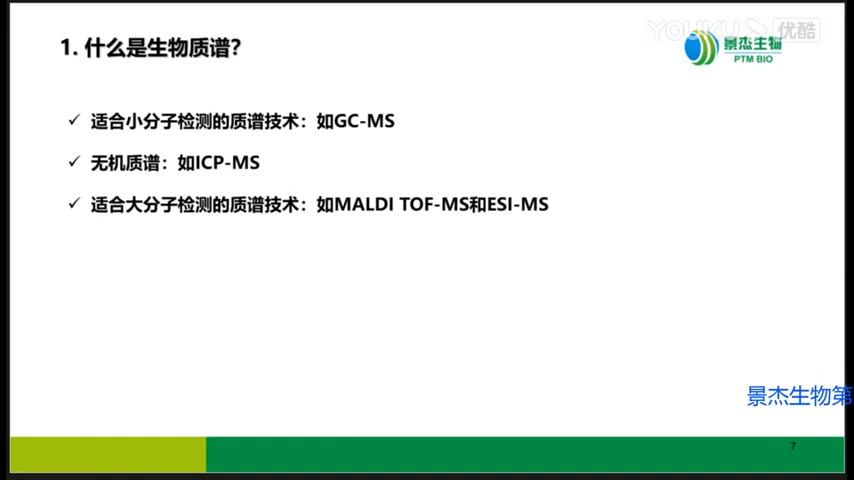 YOUKU 优酷
1. 什么是生物质谱?
景杰生物
PTM BIO
✓ 适合小分子检测的质谱技术：如GC-MS
✓ 无机质谱：如ICP-MS
✓ 适合大分子检测的质谱技术：如MALDI TOF-MS和ESI-MS
景杰生物第
7